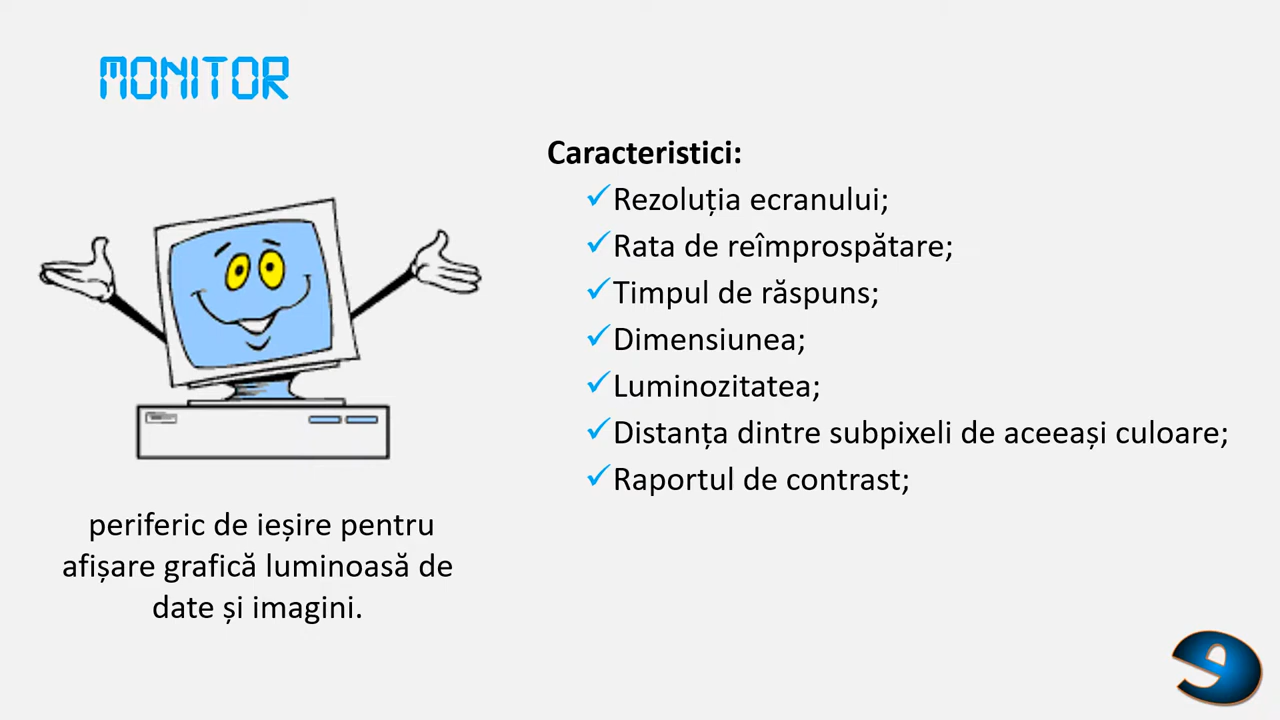 MONITOR
Caracteristici:
✓Rezoluția ecranului;
✓Rata de reîmprospătare;
✓Timpul de răspuns;
✓Dimensiunea;
✓Luminozitatea;
✓Distanța dintre subpixeli de aceeași culoare;
✓Raportul de contrast;
periferic de ieșire pentru
afișare grafică luminoasă de
date și imagini.